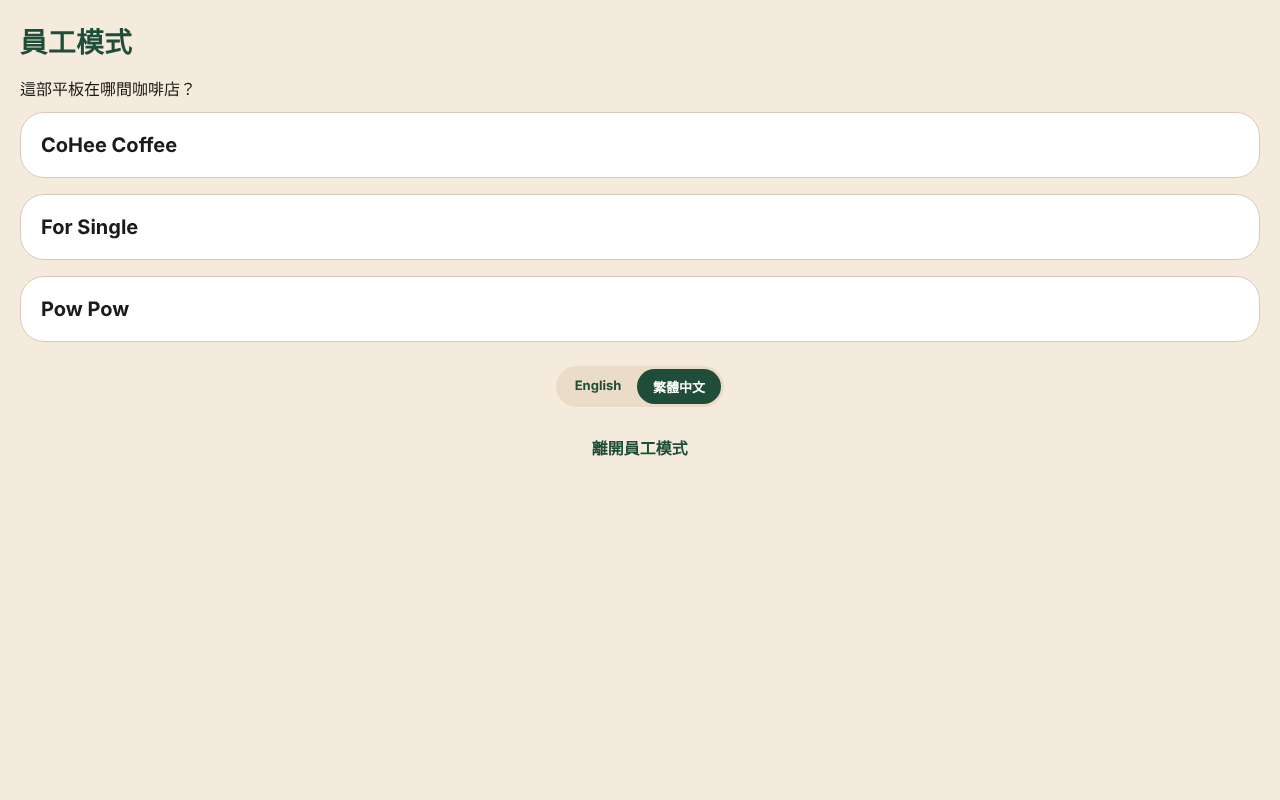 員工模式
這部平板在哪間咖啡店？
CoHee Coffee
For Single
Pow Pow
English
繁體中文
離開員工模式